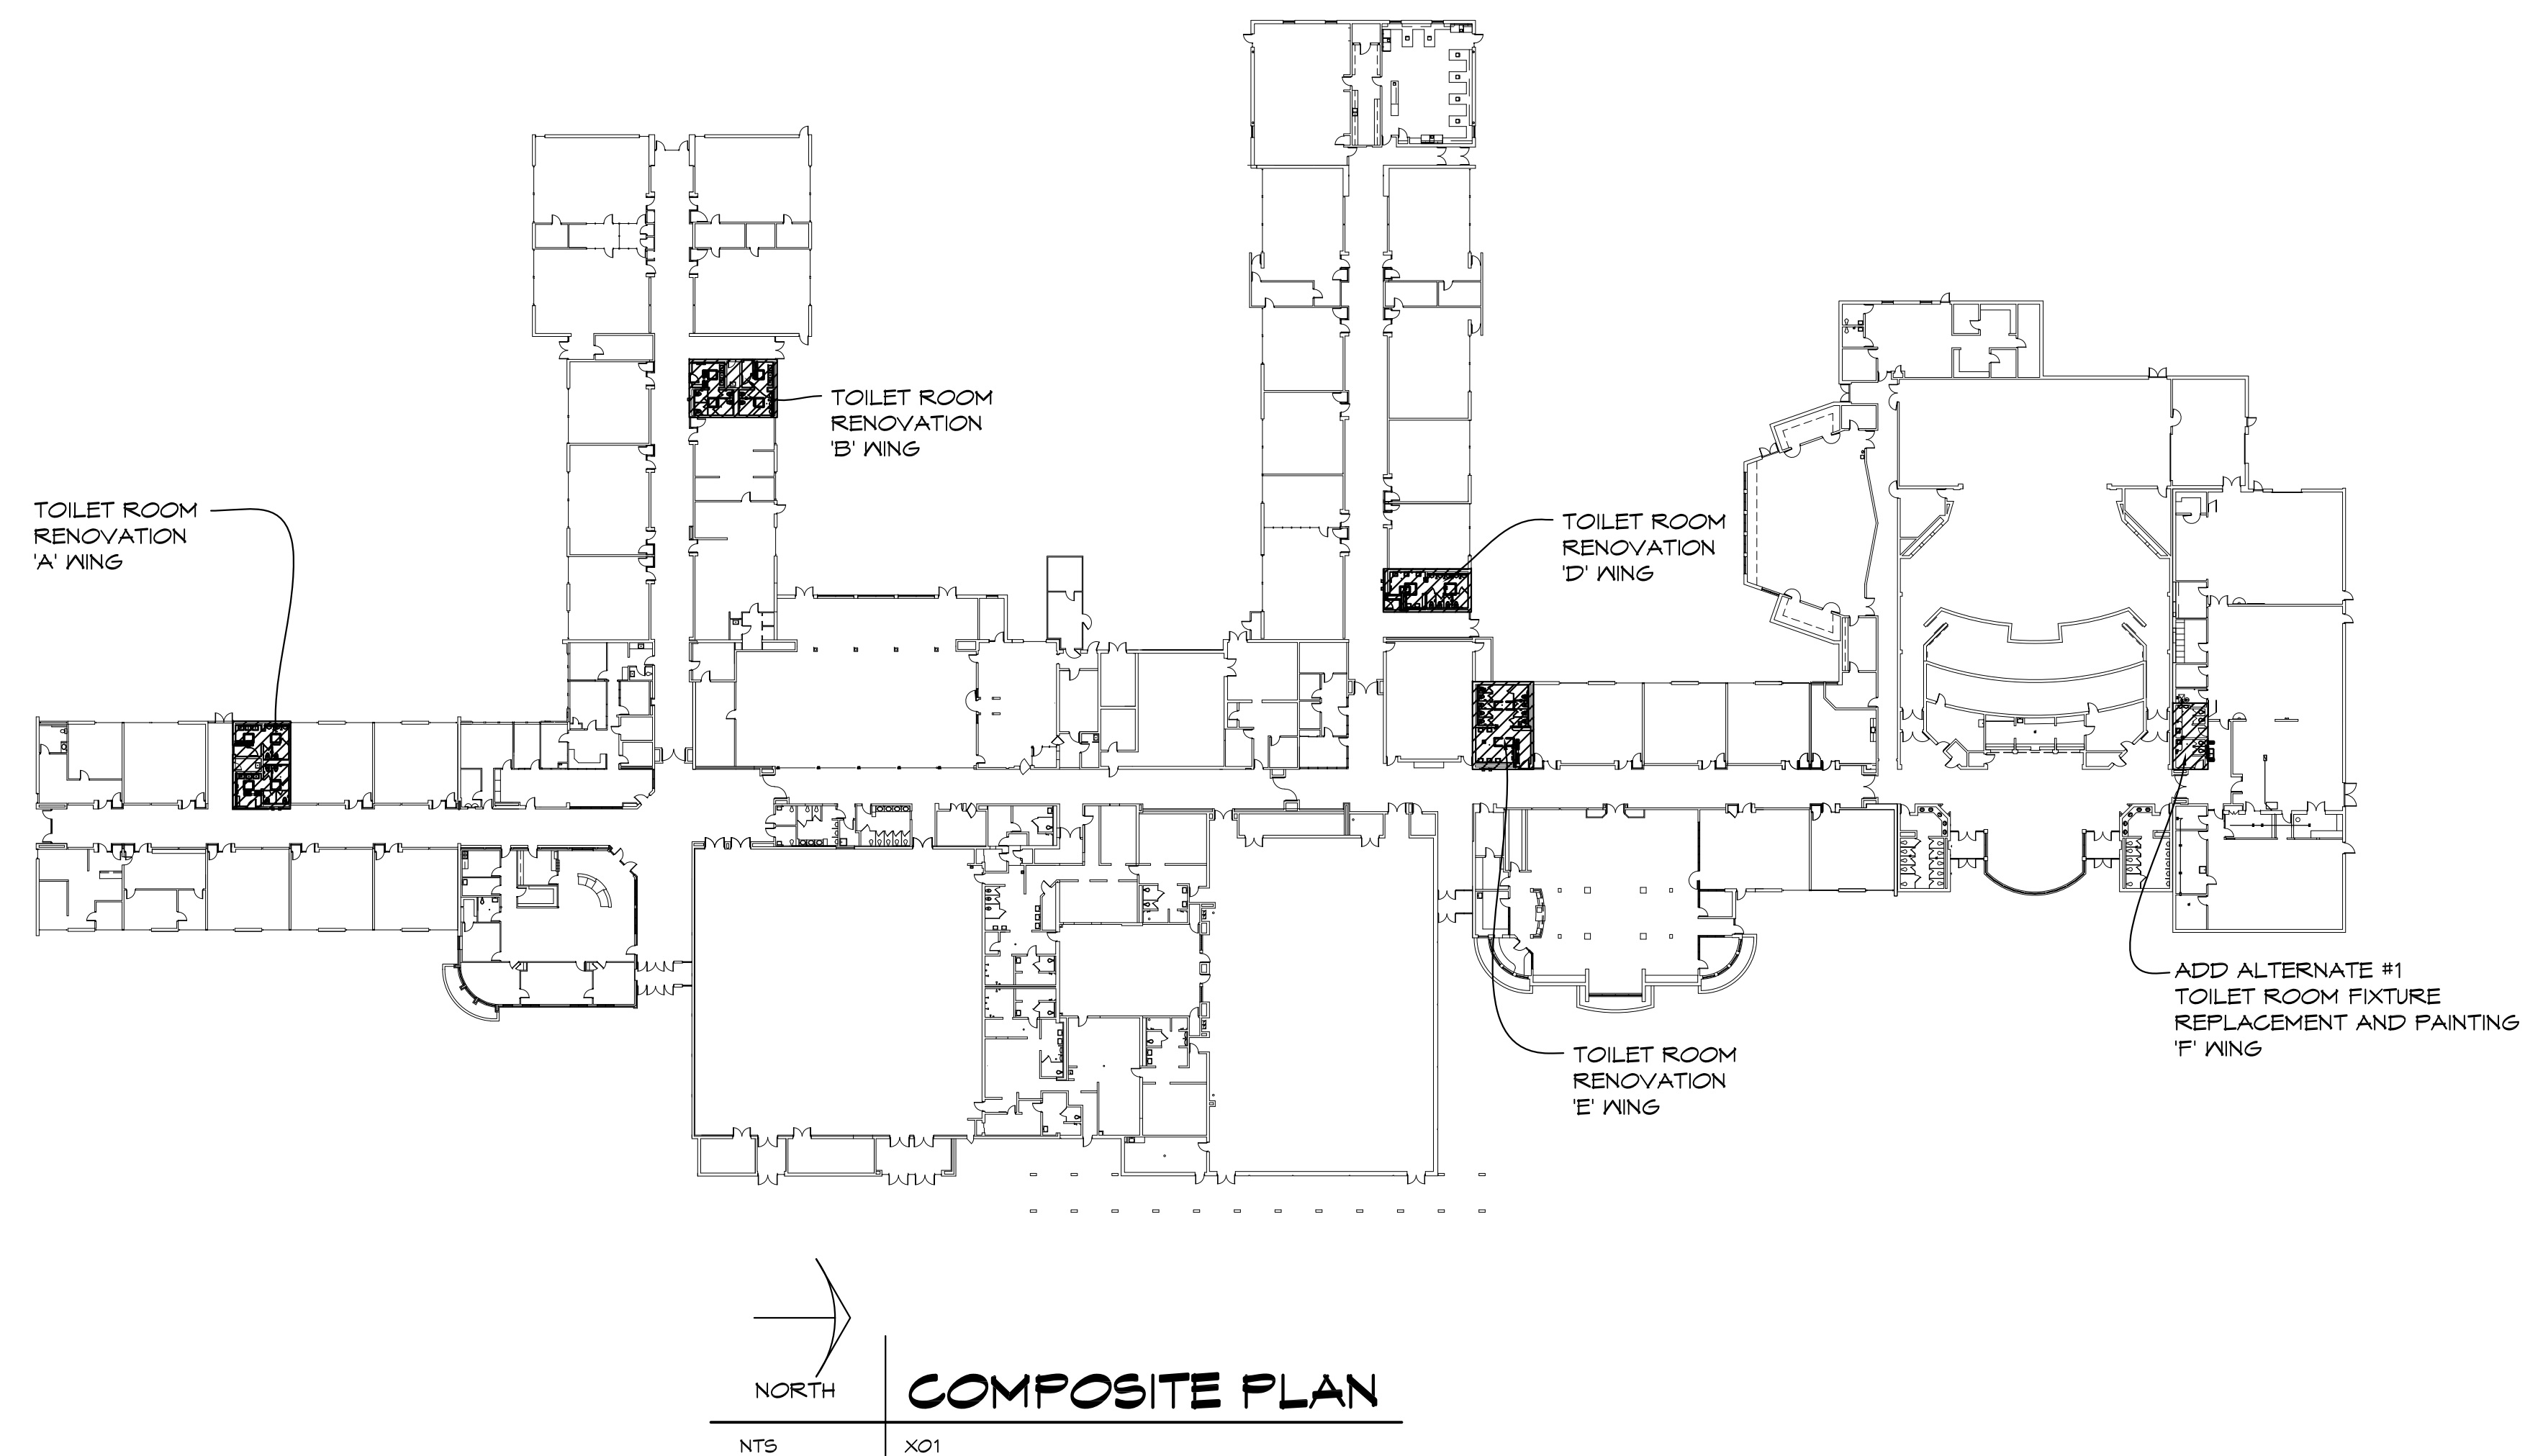 TOILET ROOM
RENOVATION
'B' WING
TOILET ROOM
RENOVATION
'A' WING
TOILET ROOM
RENOVATION
'D' WING
ADD ALTERNATE #1
TOILET ROOM FIXTURE
REPLACEMENT AND PAINTING
'F' WING
TOILET ROOM
RENOVATION
'E' WING
NORTH
COMPOSITE PLAN
NTS
X01